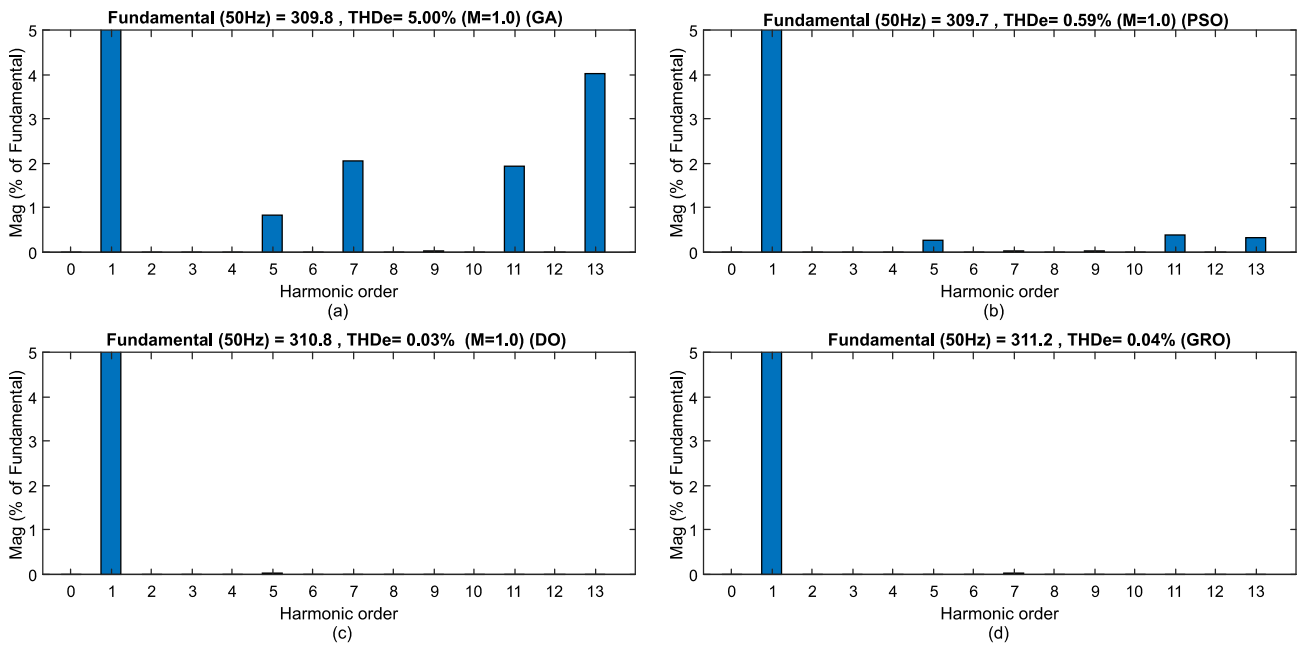 Fundamental (50Hz) = 309.8 , THDe= 5.00% (M=1.0) (GA)
Mag (% of Fundamental)
5
4
3
2
1
0
0 1 2 3 4 5 6 7 8 9 10 11 12 13
Harmonic order
(a)
Fundamental (50Hz) = 309.7 , THDe= 0.59% (M=1.0) (PSO)
Mag (% of Fundamental)
5
4
3
2
1
0
0 1 2 3 4 5 6 7 8 9 10 11 12 13
Harmonic order
(b)
Fundamental (50Hz) = 310.8 , THDe= 0.03% (M=1.0) (DO)
Mag (% of Fundamental)
5
4
3
2
1
0
0 1 2 3 4 5 6 7 8 9 10 11 12 13
Harmonic order
(c)
Fundamental (50Hz) = 311.2 , THDe= 0.04% (GRO)
Mag (% of Fundamental)
5
4
3
2
1
0
0 1 2 3 4 5 6 7 8 9 10 11 12 13
Harmonic order
(d)